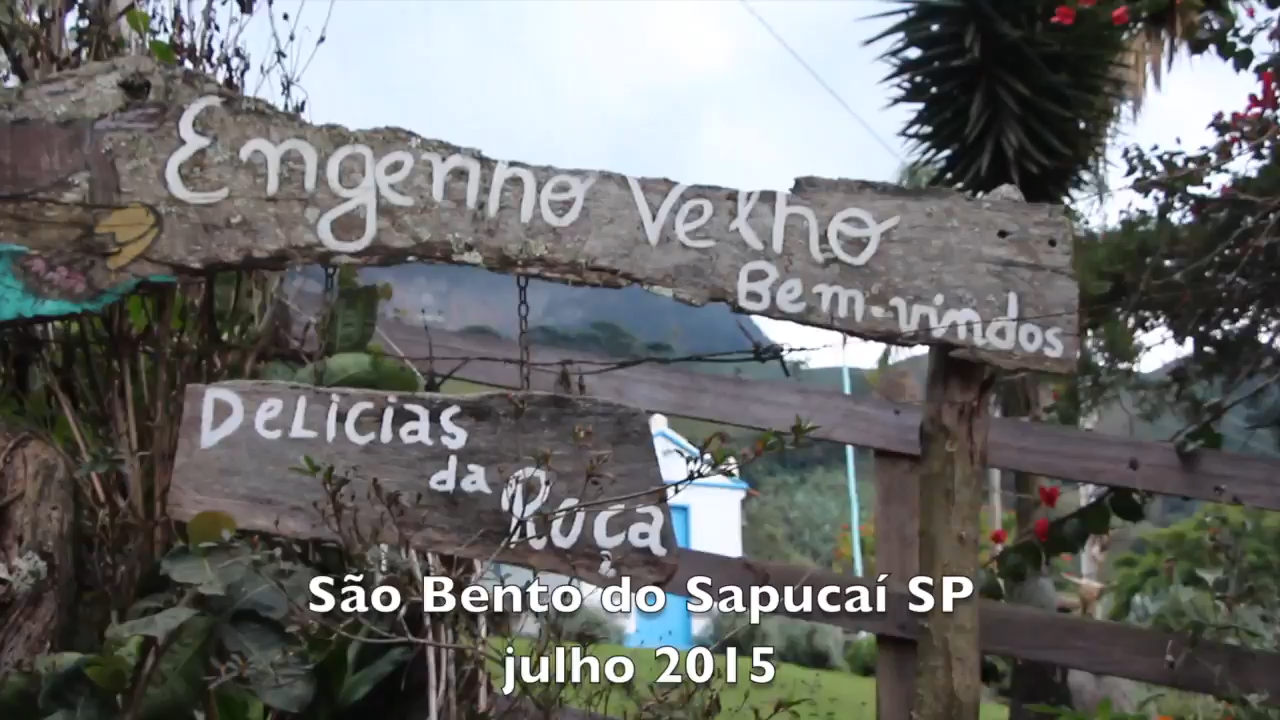 Engenho Velho
Bem-vindos
DELICIAS
da
Roça
São Bento do Sapucaí SP
julho 2015